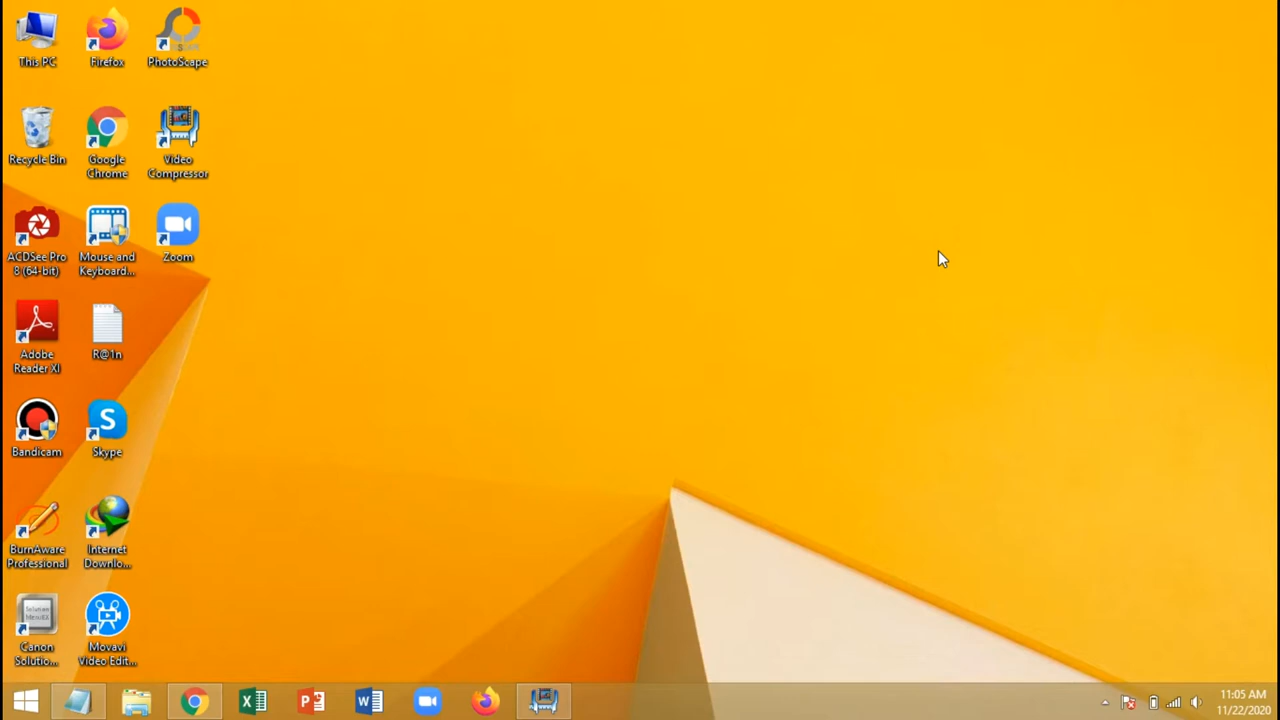 This PC
Firefox
PhotoScape
Recycle Bin
Google
Chrome
Video
Compressor
ACDSee Pro
8 (64-bit)
Mouse and
Keyboard...
Zoom
Adobe
Reader XI
R@1n
Bandicam
S
Skype
BurnAware
Professional
Internet
Downlo...
Canon
Solutio...
Movavi
Video Edit...
11:05 AM
11/22/2020